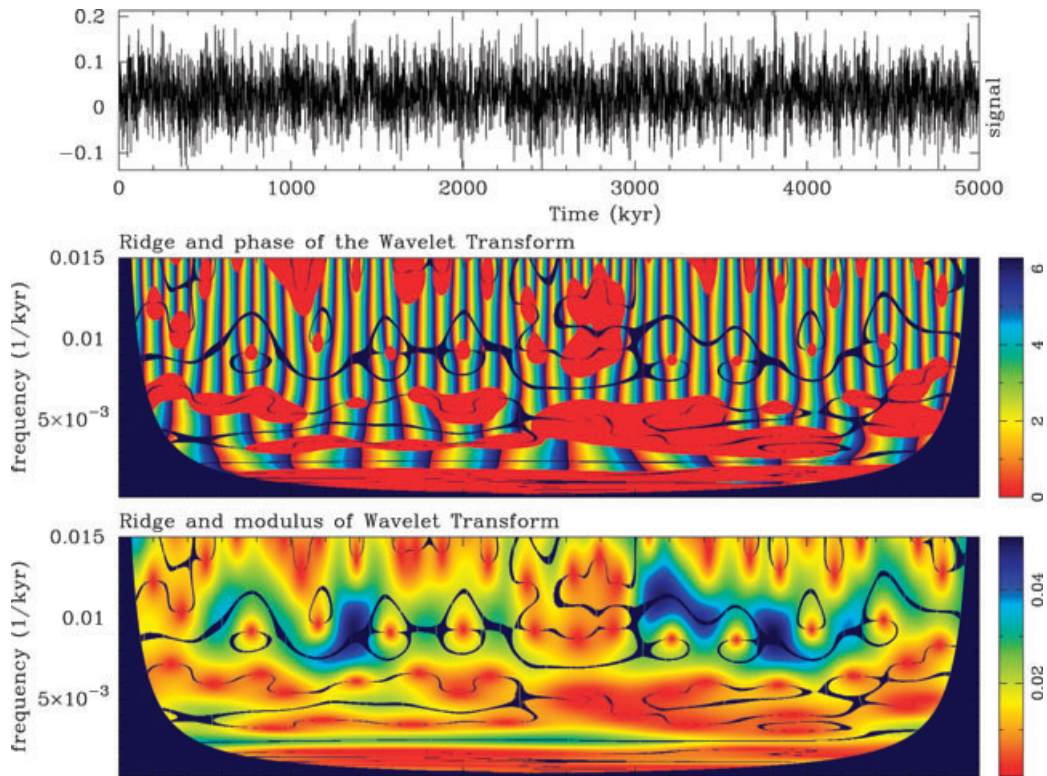 0.2
0.1
0
−0.1
signal
0 1000 2000 3000 4000 5000
Time (kyr)
Ridge and phase of the Wavelet Transform
0.015
0.01
5×10⁻³
frequency (1/kyr)
6
4
2
0
Ridge and modulus of Wavelet Transform
0.015
0.01
5×10⁻³
frequency (1/kyr)
0.04
0.02